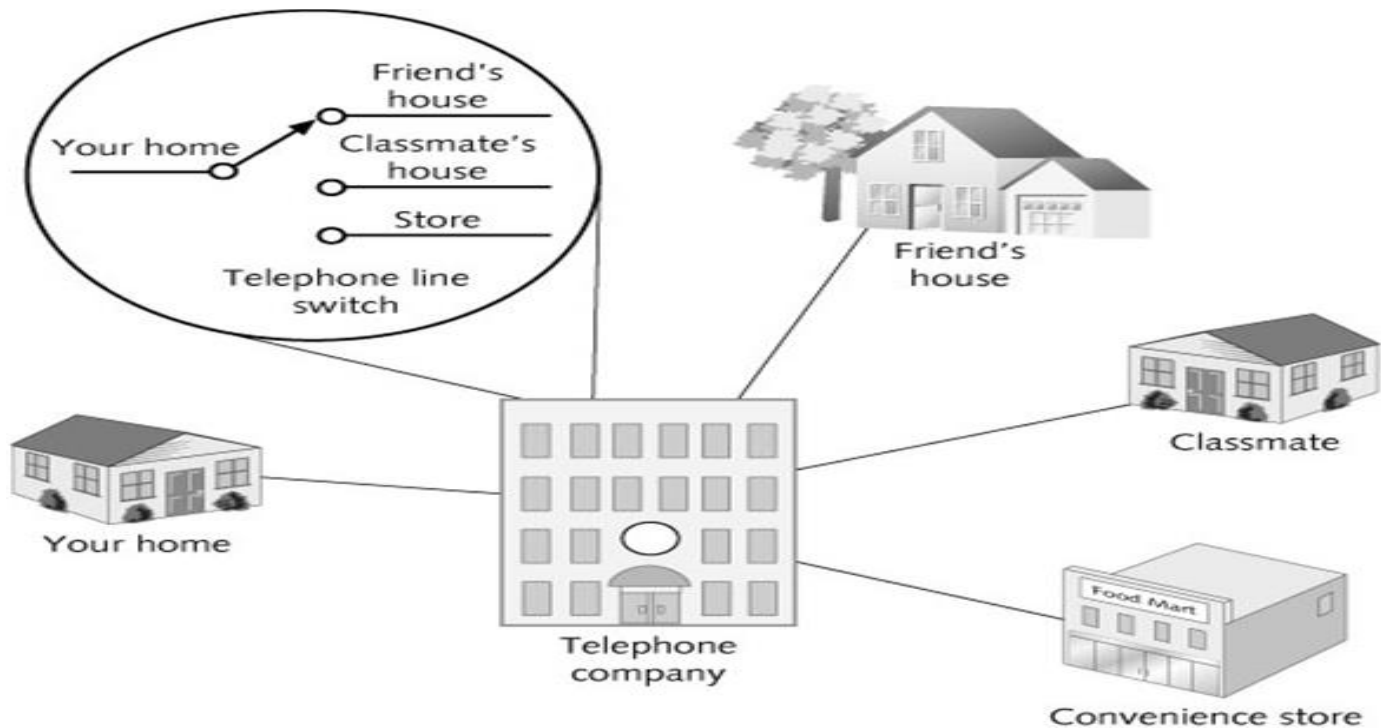 Friend's
house
Your home
Classmate's
house
Store
Telephone line
switch
Friend's
house
Classmate
Your home
Food Mart
Telephone
company
Convenience store